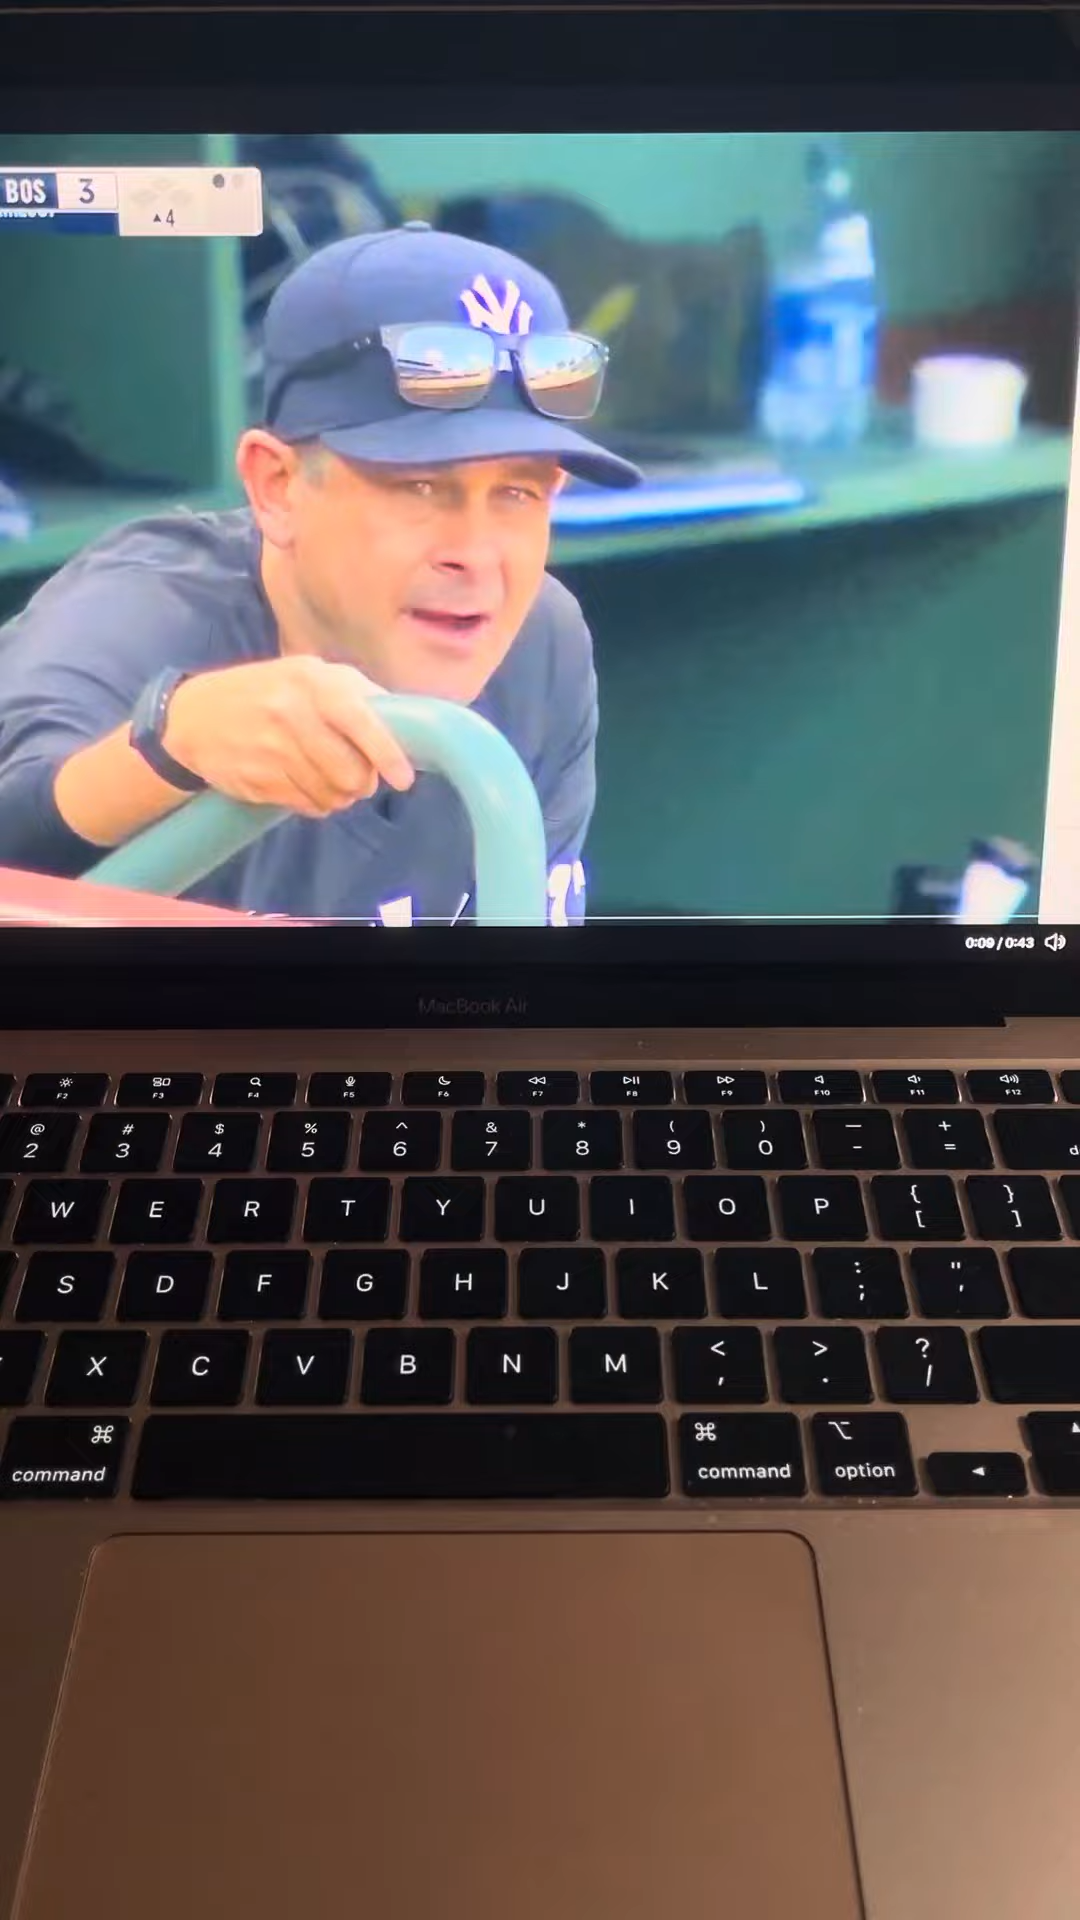 BOS 3
▲4
NY
0:09 / 0:43
MacBook Air
F2 F3 F4 F5 F6 F7 F8 F9 F10 F11 F12
@ # $ % ^ & * ( ) — +
2 3 4 5 6 7 8 9 0 - =
W E R T Y U I O P { }
[ ]
S D F G H J K L : "
; '
X C V B N M < > ?
, . /
⌘ ⌘ ⌥
command command option ◄